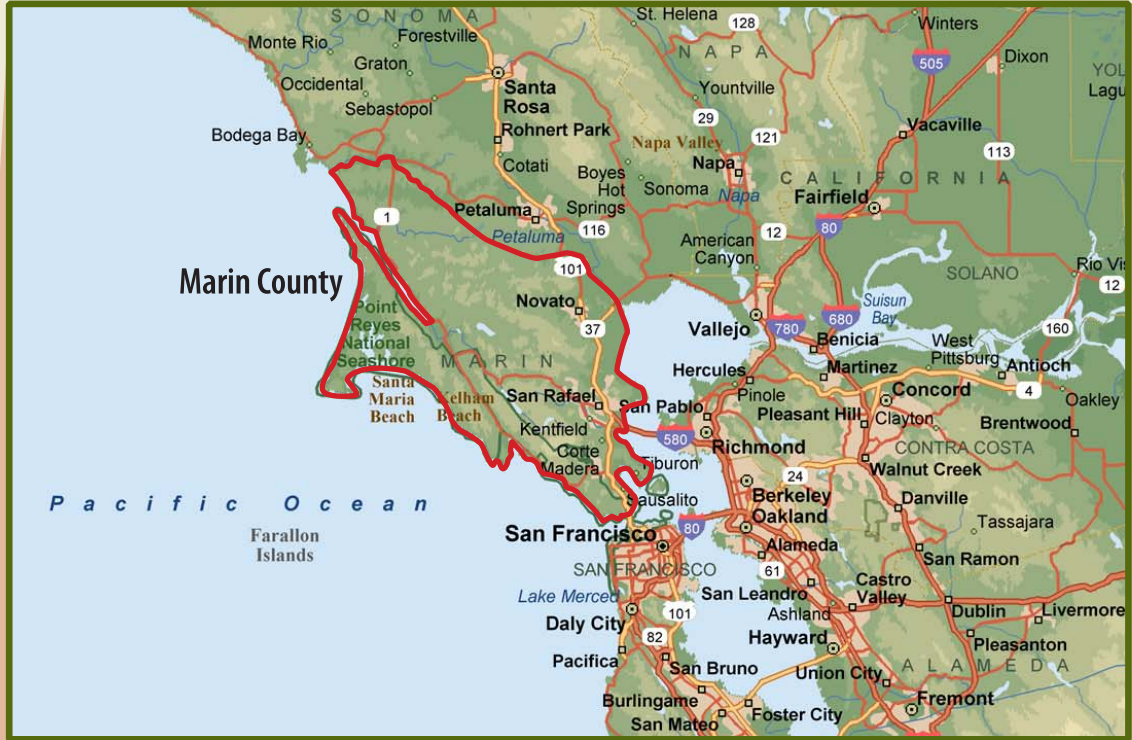 SONOMA
Forestville
St. Helena
128
Winters
Monte Rio
NAPA
505
Dixon
Graton
Occidental
Santa
Rosa
Yountville
YOL
Lagu
Sebastopol
29
Vacaville
Bodega Bay
Rohnert Park
121
113
Napa Valley
Cotati
Napa
Boyes
Hot
Springs
Sonoma
CALIFORNIA
Napa
Fairfield
1
Petaluma
116
Petaluma
12
80
American
Canyon
101
SOLANO
Rio Vis
12
Marin County
Novato
Suisun
Bay
37
Vallejo
780
680
160
Point
Reyes
National
Seashore
Benicia
West
Pittsburg
MARIN
Hercules
Martinez
Antioch
Santa
Maria
Beach
Kelham
Beach
San Rafael
Pinole
Concord
4
San Pablo
Pleasant Hill
Clayton
Oakley
Kentfield
580
Richmond
Brentwood
Corte
Madera
CONTRA COSTA
Tiburon
24
Walnut Creek
Sausalito
Berkeley
Danville
Pacific Ocean
Oakland
80
Tassajara
Farallon
Islands
San Francisco
Alameda
San Ramon
SAN FRANCISCO
61
Castro
Valley
Lake Merced
San Leandro
Ashland
Dublin
Livermore
101
Daly City
82
Hayward
Pleasanton
Pacifica
San Bruno
Union City
ALAMEDA
Burlingame
Foster City
Fremont
San Mateo